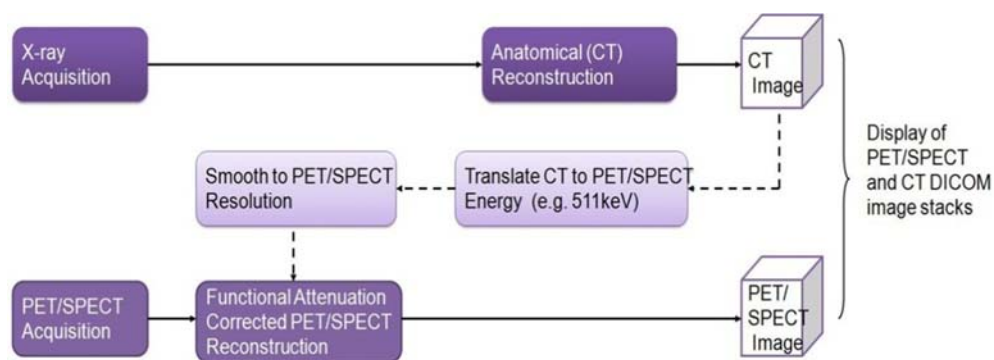 X-ray
Acquisition
Anatomical (CT)
Reconstruction
CT
Image
Smooth to PET/SPECT
Resolution
Translate CT to PET/SPECT
Energy (e.g. 511keV)
Display of
PET/SPECT
and CT DICOM
image stacks
PET/SPECT
Acquisition
Functional Attenuation
Corrected PET/SPECT
Reconstruction
PET/
SPECT
Image